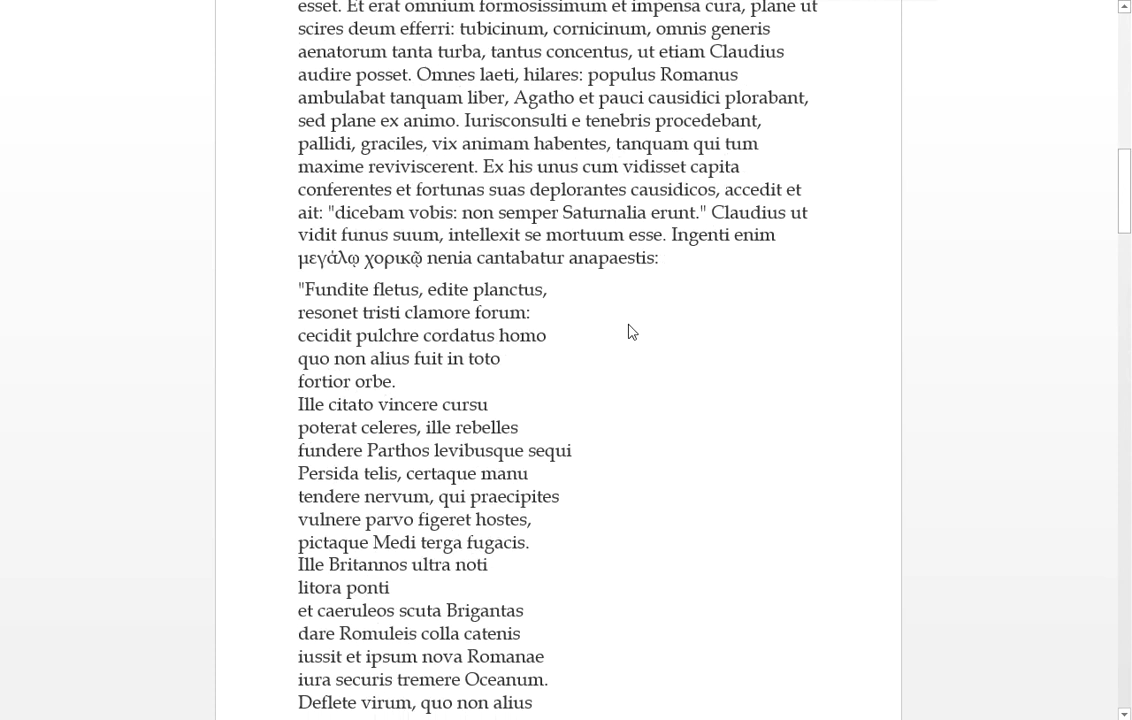 esset. Et erat omnium formosissimum et impensa cura, plane ut
scires deum efferri: tubicinum, cornicinum, omnis generis
aenatorum tanta turba, tantus concentus, ut etiam Claudius
audire posset. Omnes laeti, hilares: populus Romanus
ambulabat tanquam liber, Agatho et pauci causidici plorabant,
sed plane ex animo. Iurisconsulti e tenebris procedebant,
pallidi, graciles, vix animam habentes, tanquam qui tum
maxime reviviscerent. Ex his unus cum vidisset capita
conferentes et fortunas suas deplorantes causidicos, accedit et
ait: "dicebam vobis: non semper Saturnalia erunt." Claudius ut
vidit funus suum, intellexit se mortuum esse. Ingenti enim
μεγάλῳ χορικῷ nenia cantabatur anapaestis:
"Fundite fletus, edite planctus,
resonet tristi clamore forum:
cecidit pulchre cordatus homo
quo non alius fuit in toto
fortior orbe.
Ille citato vincere cursu
poterat celeres, ille rebelles
fundere Parthos levibusque sequi
Persida telis, certaque manu
tendere nervum, qui praecipites
vulnere parvo figeret hostes,
pictaque Medi terga fugacis.
Ille Britannos ultra noti
litora ponti
et caeruleos scuta Brigantas
dare Romuleis colla catenis
iussit et ipsum nova Romanae
iura securis tremere Oceanum.
Deflete virum, quo non alius